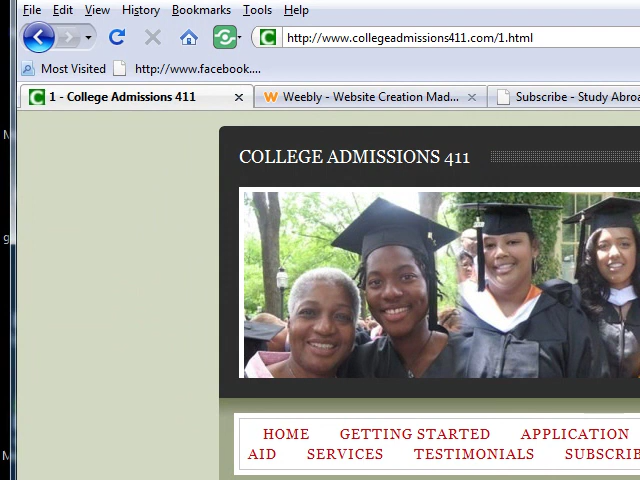 File Edit View History Bookmarks Tools Help
http://www.collegeadmissions411.com/1.html
Most Visited http://www.facebook....
1 - College Admissions 411 Weebly - Website Creation Mad... Subscribe - Study Abroa
COLLEGE ADMISSIONS 411
HOME GETTING STARTED APPLICATION
AID SERVICES TESTIMONIALS SUBSCRIB